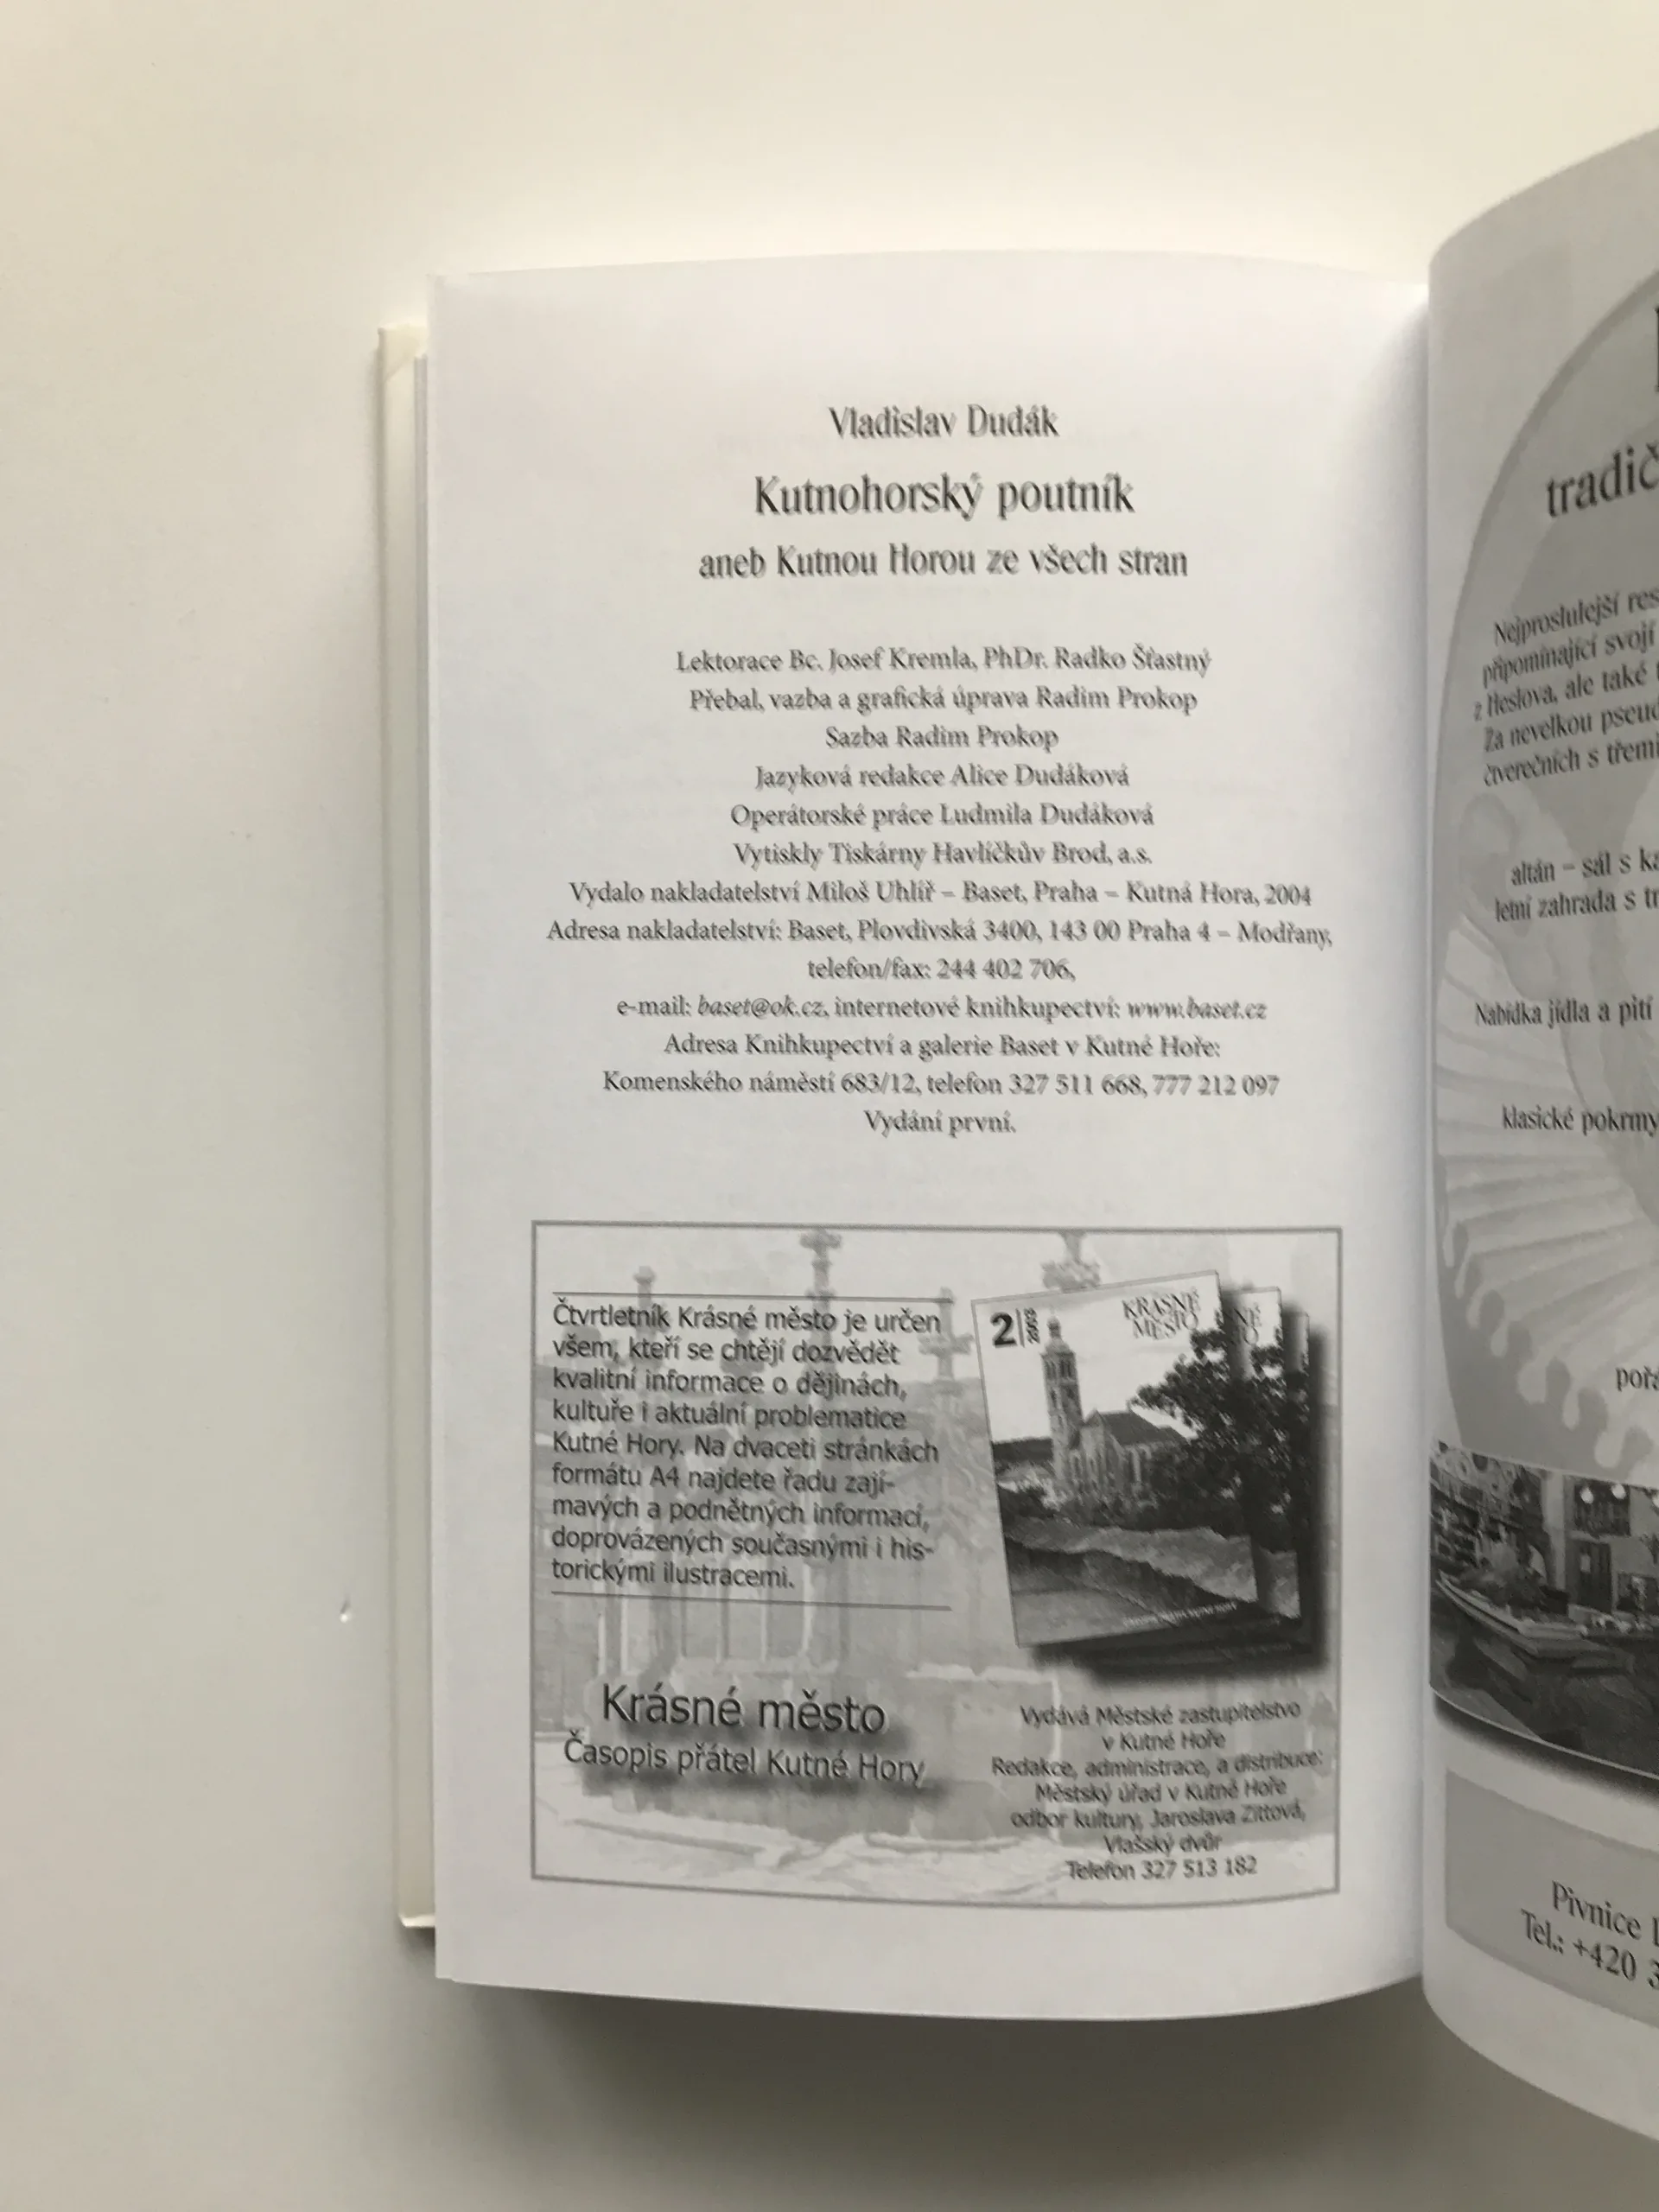 Vladislav Dudák
Kutnohorský poutník
aneb Kutnou Horou ze všech stran
Lektorace Bc. Josef Kremla, PhDr. Radko Šťastný
Přebal, vazba a grafická úprava Radim Prokop
Sazba Radim Prokop
Jazyková redakce Alice Dudáková
Operátorské práce Ludmila Dudáková
Vytiskly Tiskárny Havlíčkův Brod, a.s.
Vydalo nakladatelství Miloš Uhlíř – Baset, Praha – Kutná Hora, 2004
Adresa nakladatelství: Baset, Plovdivská 3400, 143 00 Praha 4 – Modřany,
telefon/fax: 244 402 706,
e-mail: baset@ok.cz, internetové knihkupectví: www.baset.cz
Adresa Knihkupectví a galerie Baset v Kutné Hoře:
Komenského náměstí 683/12, telefon 327 511 668, 777 212 097
Vydání první.
Čtvrtletník Krásné město je určen
všem, kteří se chtějí dozvědět
kvalitní informace o dějinách,
kultuře i aktuální problematice
Kutné Hory. Na dvaceti stránkách
formátu A4 najdete řadu zají-
mavých a podnětných informací,
doprovázených současnými i his-
torickými ilustracemi.
2
KRÁSNÉ
MĚSTO
Krásné město
Časopis přátel Kutné Hory
Vydává Městské zastupitelstvo
v Kutné Hoře
Redakce, administrace, a distribuce:
Městský úřad v Kutné Hoře
odbor kultury, Jaroslava Zittová,
Vlašský dvůr
Telefon 327 513 182
tradič
Nejproslulejší res
připomínající svojí
z Heslova, ale také
Za nevelkou pseud
čtverečních s třemi
altán – sál s ka
letní zahrada s tr
Nabídka jídla a pití
klasické pokrmy
pořá
Pivnice
Tel.: +420 3